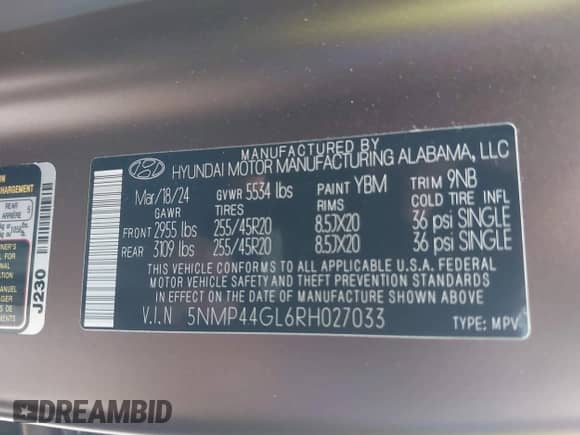 MANUFACTURED BY
HYUNDAI MOTOR MANUFACTURING ALABAMA, LLC
Mar/18/24 GVWR 5534 lbs PAINT YBM TRIM 9NB
GAWR TIRES RIMS COLD TIRE INFL
FRONT 2955 lbs 255/45R20 8.5JX20 36 psi SINGLE
REAR 3109 lbs 255/45R20 8.5JX20 36 psi SINGLE
THIS VEHICLE CONFORMS TO ALL APPLICABLE U.S.A. FEDERAL
MOTOR VEHICLE SAFETY AND THEFT PREVENTION STANDARDS
IN EFFECT ON THE DATE OF MANUFACTURE SHOWN ABOVE.
V.I.N 5NMP44GL6RH027033 TYPE: MPV
CHARGEMENT
REAR
ARRIÈRE
J230
DREAMBID